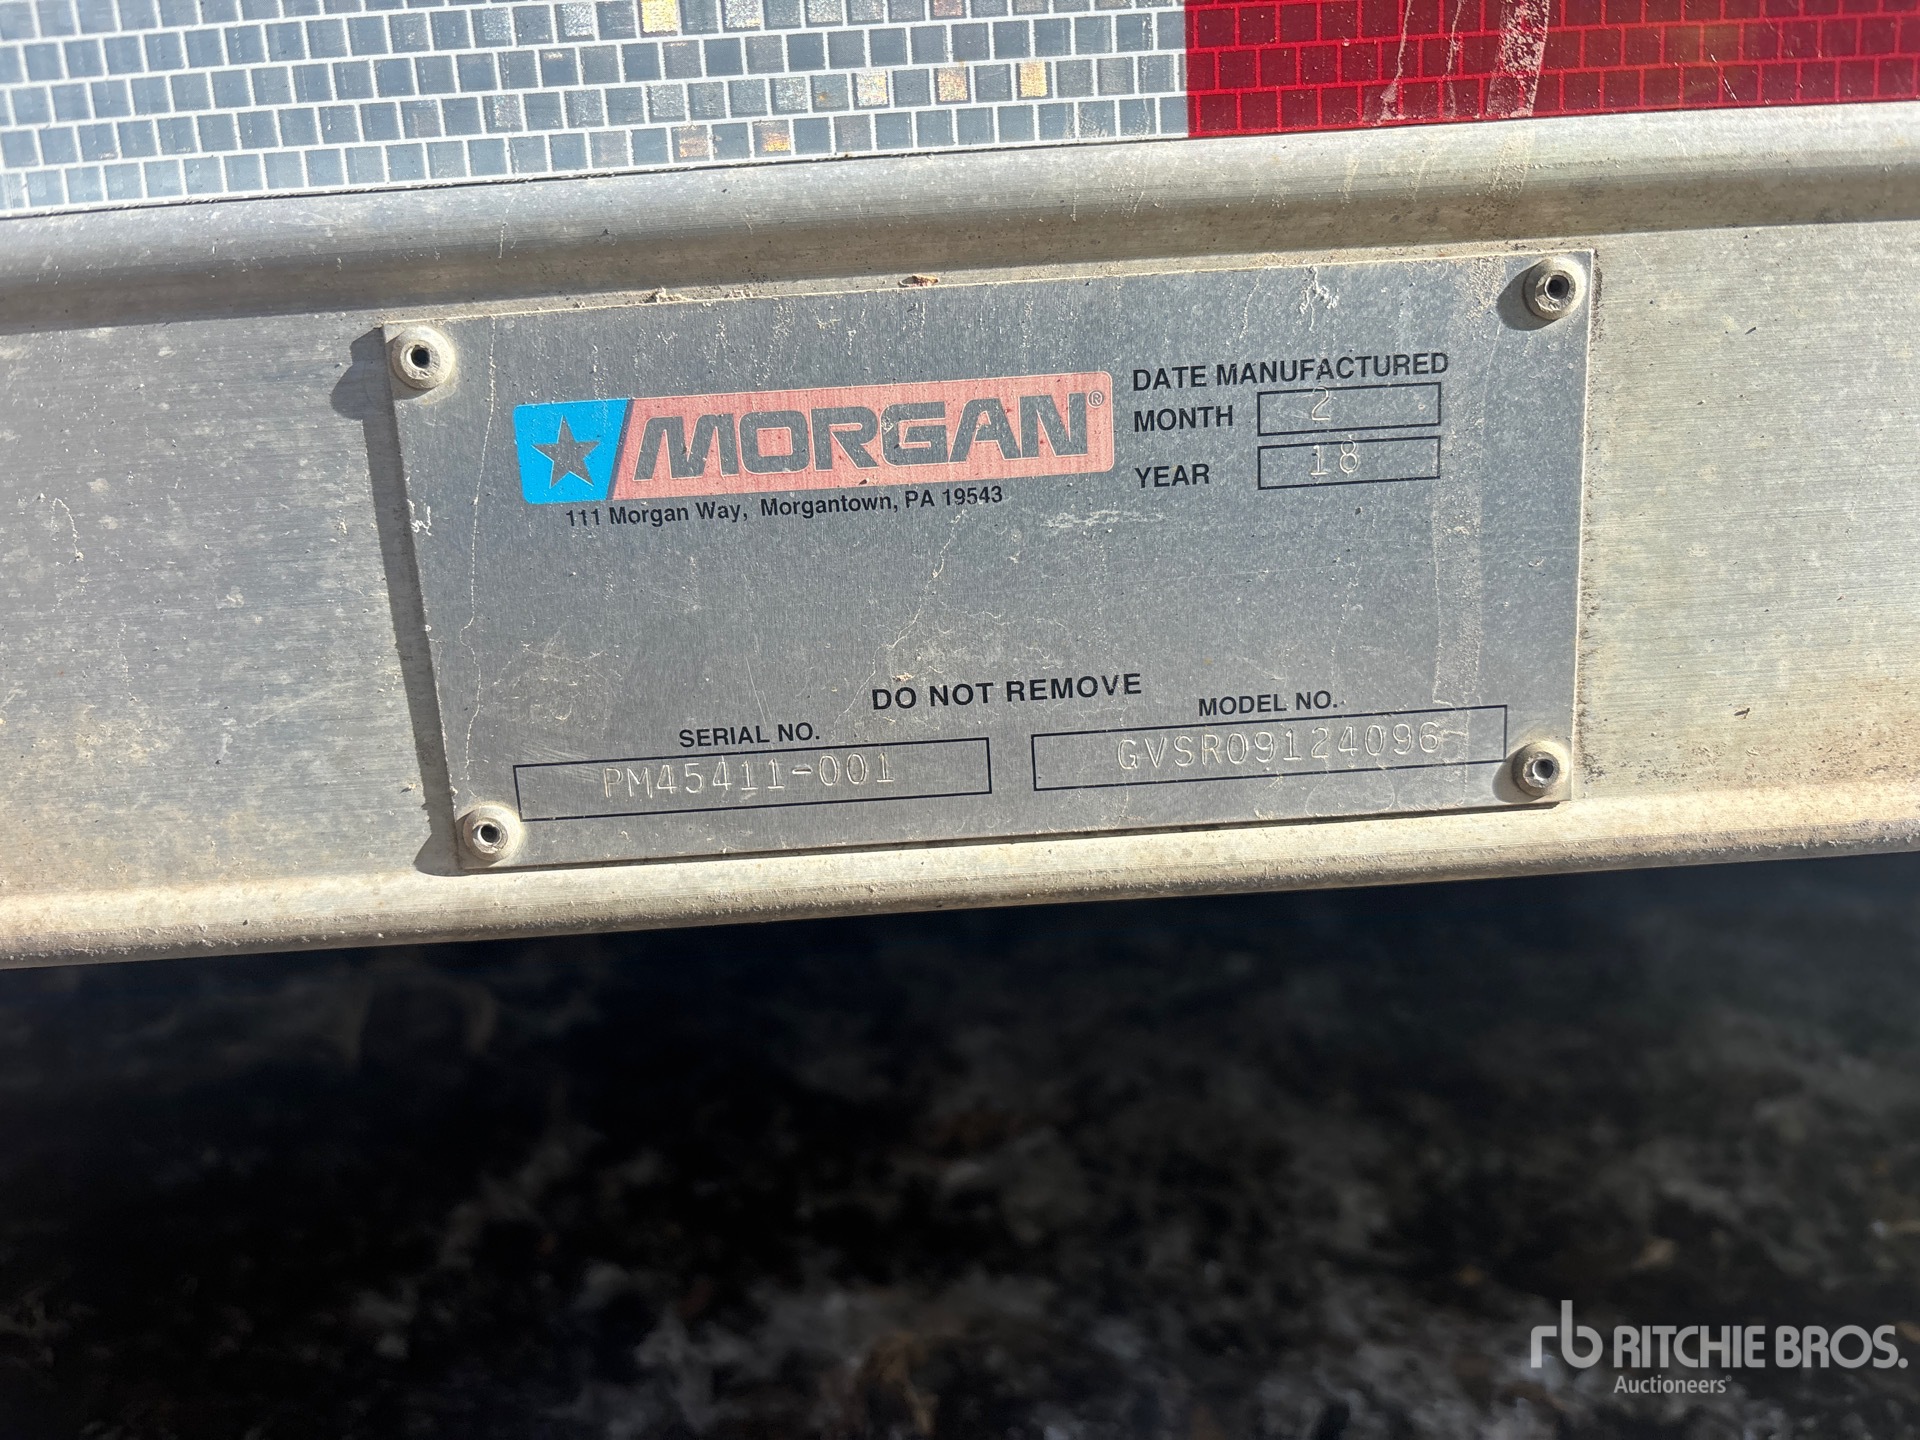 MORGAN®
111 Morgan Way, Morgantown, PA 19543
DATE MANUFACTURED
MONTH 2
YEAR 18
DO NOT REMOVE
SERIAL NO.
PM45411-001
MODEL NO.
GVSR09124096
rb RITCHIE BROS.
Auctioneers